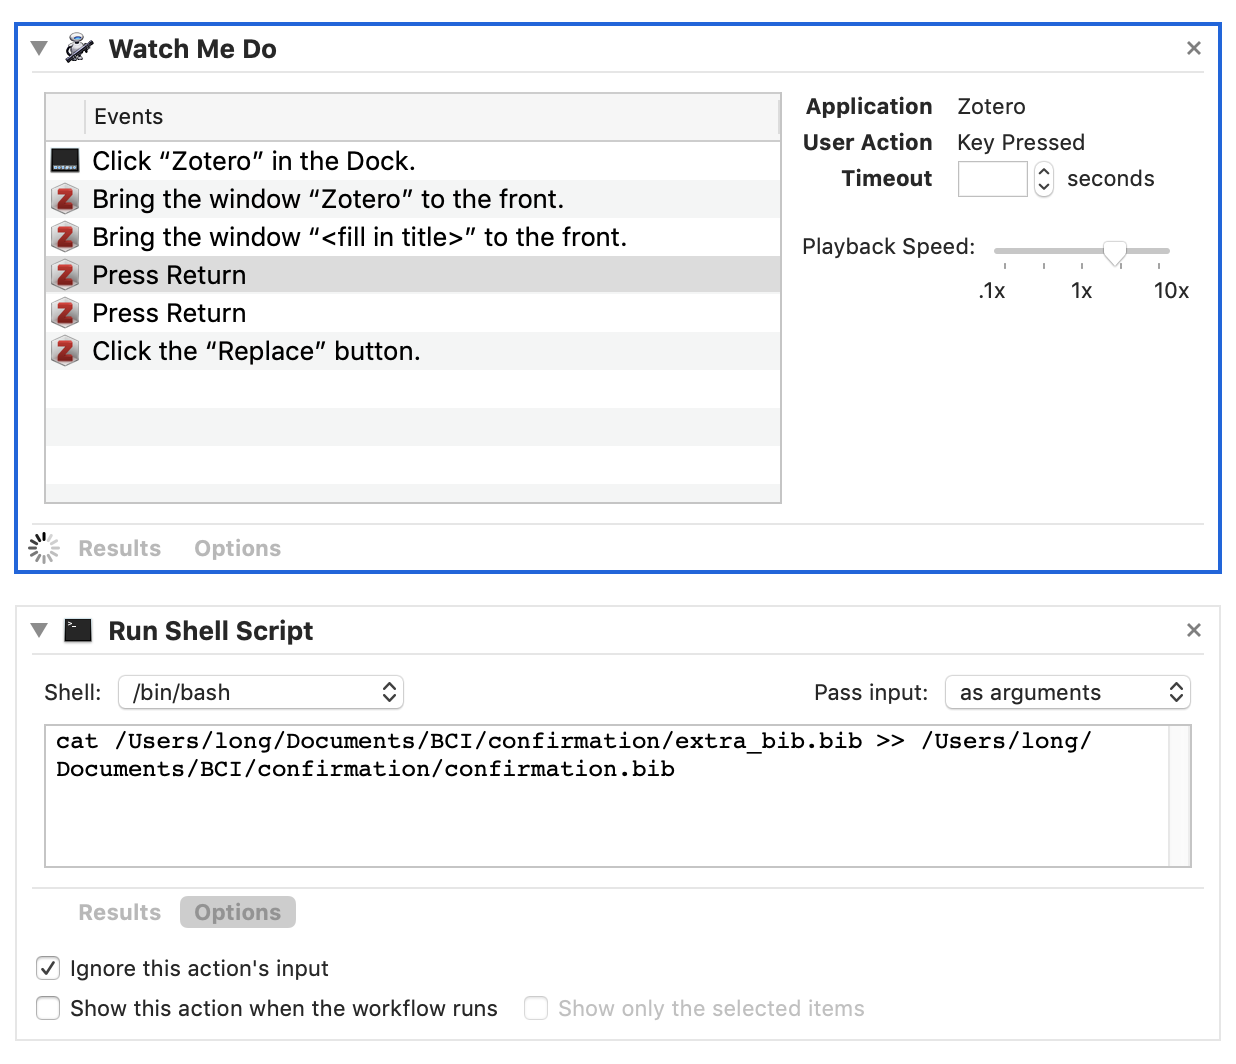 Watch Me Do
Events
Click “Zotero” in the Dock.
Bring the window “Zotero” to the front.
Bring the window “<fill in title>” to the front.
Press Return
Press Return
Click the “Replace” button.
Application Zotero
User Action Key Pressed
Timeout seconds
Playback Speed:
.1x 1x 10x
Results Options
Run Shell Script
Shell: /bin/bash Pass input: as arguments
cat /Users/long/Documents/BCI/confirmation/extra_bib.bib >> /Users/long/
Documents/BCI/confirmation/confirmation.bib
Results Options
Ignore this action's input
Show this action when the workflow runs Show only the selected items